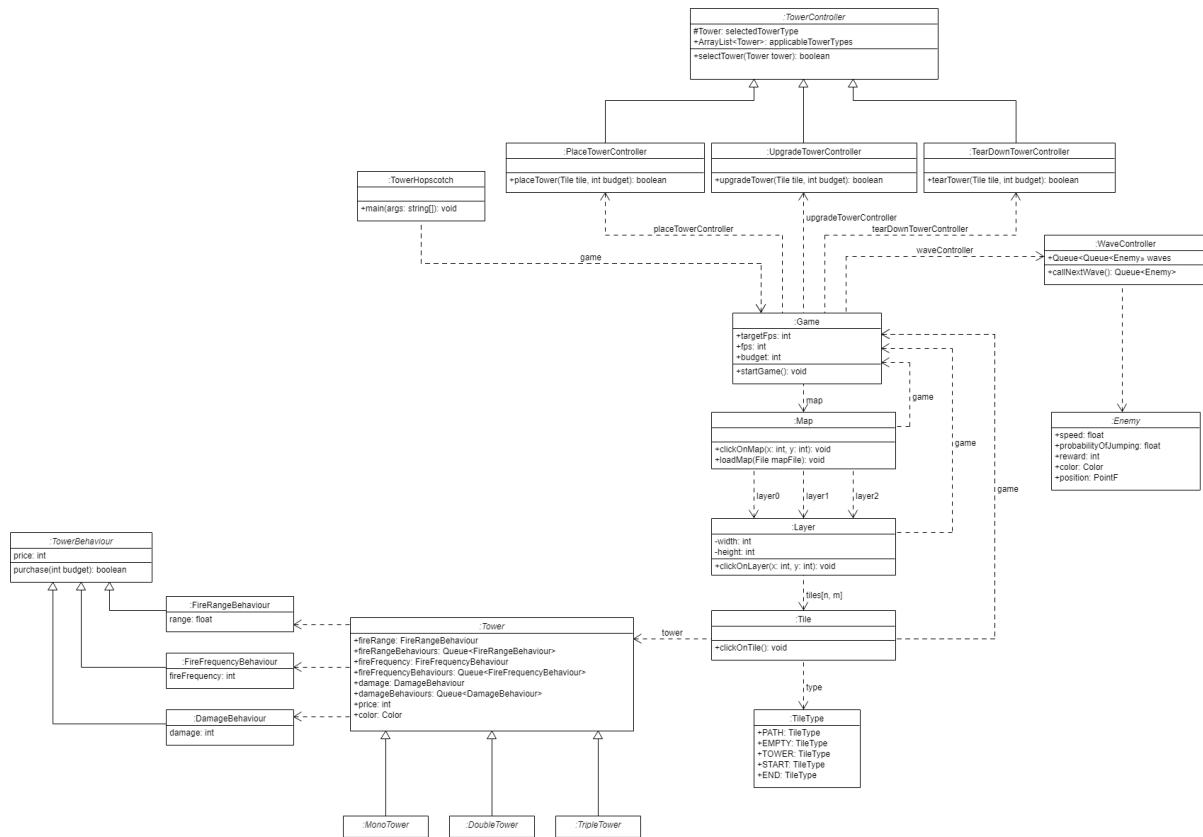 :TowerController
#Tower: selectedTowerType
+ArrayList<Tower>: applicableTowerTypes
+selectTower(Tower tower): boolean
:PlaceTowerController
+placeTower(Tile tile, int budget): boolean
:UpgradeTowerController
+upgradeTower(Tile tile, int budget): boolean
:TearDownTowerController
+tearTower(Tile tile, int budget): boolean
:TowerHopscotch
+main(args: string[]): void
upgradeTowerController
placeTowerController
tearDownTowerController
game
waveController
:WaveController
+Queue<Queue<Enemy>> waves
+callNextWave(): Queue<Enemy>
:Game
+targetFps: int
+fps: int
+budget: int
+startGame(): void
map
game
game
game
:Map
+clickOnMap(x: int, y: int): void
+loadMap(File mapFile): void
:Enemy
+speed: float
+probabilityOfJumping: float
+reward: int
+color: Color
+position: PointF
layer0
layer1
layer2
:Layer
-width: int
-height: int
+clickOnLayer(x: int, y: int): void
tiles[n, m]
:TowerBehaviour
price: int
purchase(int budget): boolean
:FireRangeBehaviour
range: float
:FireFrequencyBehaviour
fireFrequency: int
:DamageBehaviour
damage: int
:Tower
+fireRange: FireRangeBehaviour
+fireRangeBehaviours: Queue<FireRangeBehaviour>
+fireFrequency: FireFrequencyBehaviour
+fireFrequencyBehaviours: Queue<FireFrequencyBehaviour>
+damage: DamageBehaviour
+damageBehaviours: Queue<DamageBehaviour>
+price: int
+color: Color
tower
:Tile
+clickOnTile(): void
type
:TileType
+PATH: TileType
+EMPTY: TileType
+TOWER: TileType
+START: TileType
+END: TileType
:MonoTower
:DoubleTower
:TripleTower